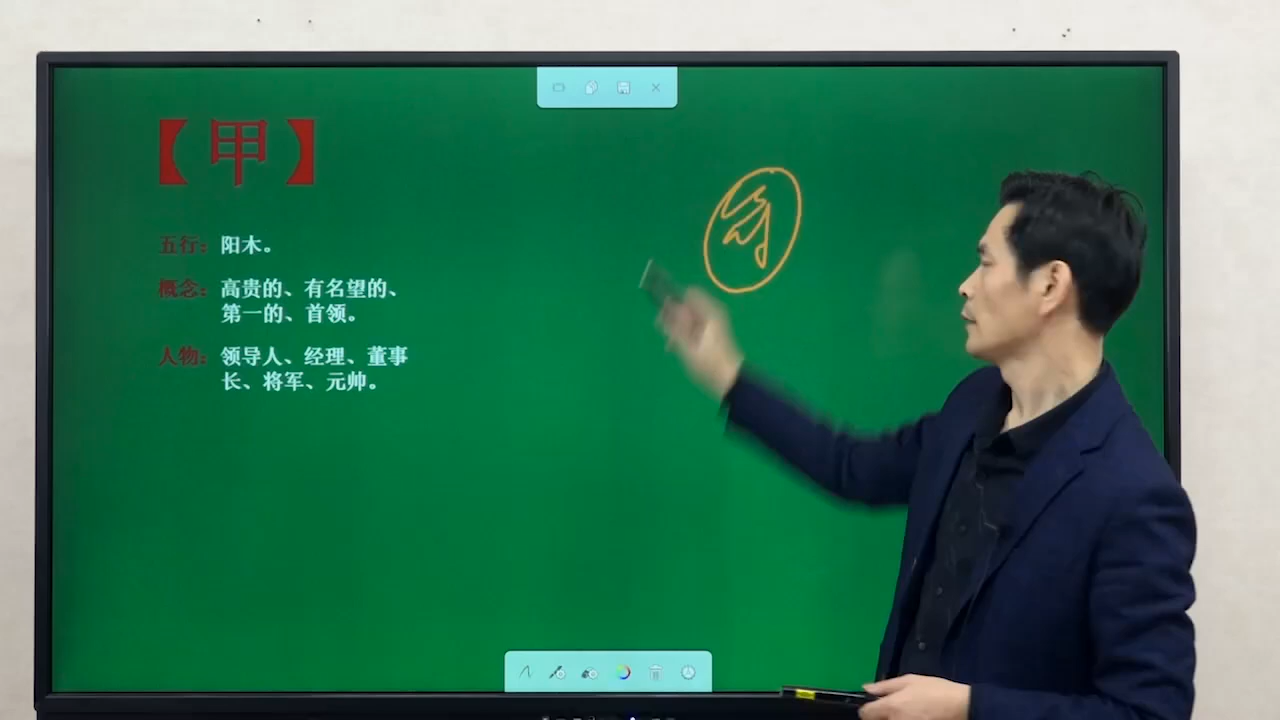 【甲】
五行：阳木。
概念：高贵的、有名望的、
第一的、首领。
人物：领导人、经理、董事
长、将军、元帅。